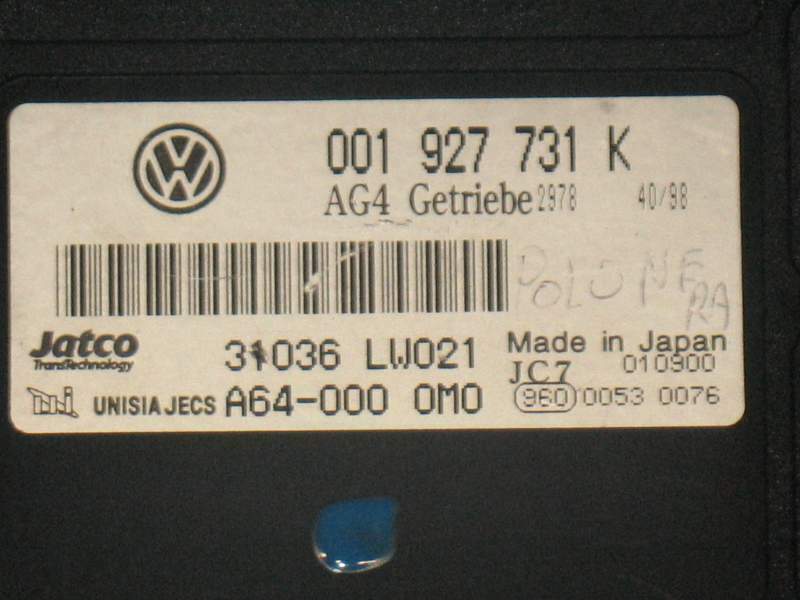 001 927 731 K
AG4 Getriebe 2978 40/98
POLO NE
RA
Jatco
TransTechnology
31036 LW021
Made in Japan
JC7 010900
UNISIA JECS A64-000 0M0
960 0053 0076